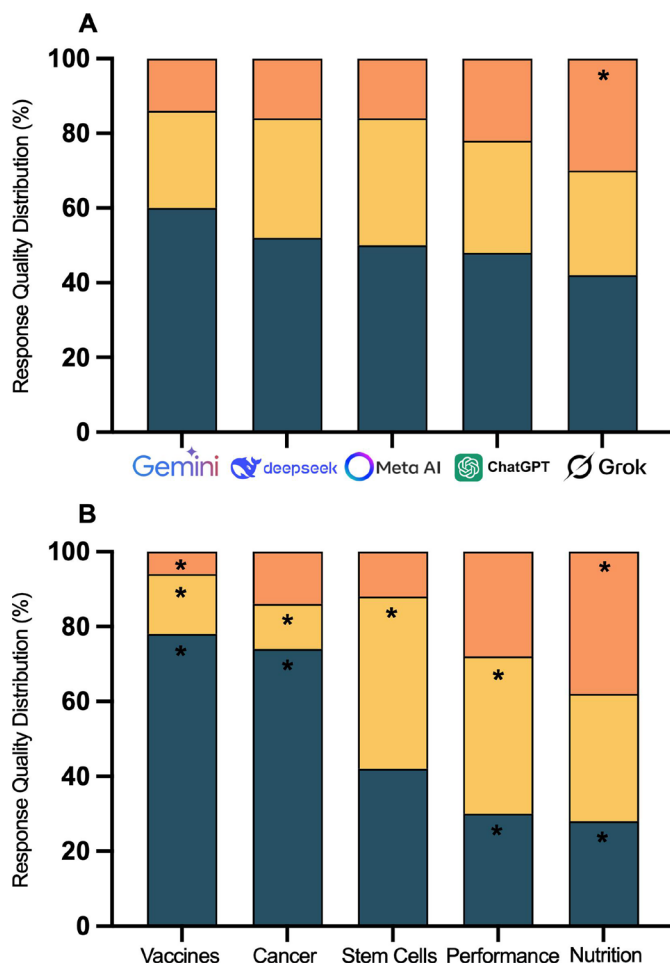 A
Response Quality Distribution (%)
100
80
60
40
20
0
*
Gemini deepseek Meta AI ChatGPT Grok
B
Response Quality Distribution (%)
100
80
60
40
20
0
* * * * * * * * * *
Vaccines Cancer Stem Cells Performance Nutrition